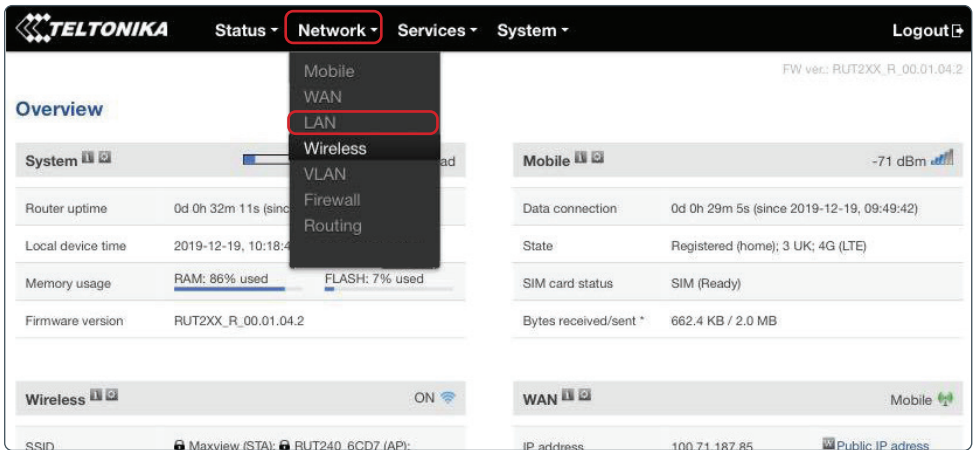 TELTONIKA Status Network Services System Logout
FW ver.: RUT2XX_R_00.01.04.2
Mobile
WAN
LAN
Wireless
VLAN
Firewall
Routing
Overview
System ad
Router uptime 0d 0h 32m 11s (sinc
Local device time 2019-12-19, 10:18:4
Memory usage RAM: 86% used FLASH: 7% used
Firmware version RUT2XX_R_00.01.04.2
Mobile -71 dBm
Data connection 0d 0h 29m 5s (since 2019-12-19, 09:49:42)
State Registered (home); 3 UK; 4G (LTE)
SIM card status SIM (Ready)
Bytes received/sent * 662.4 KB / 2.0 MB
Wireless ON
SSID Maxview (STA); RUT240_6CD7 (AP);
WAN Mobile
IP address 100.71.187.85 Public IP adress